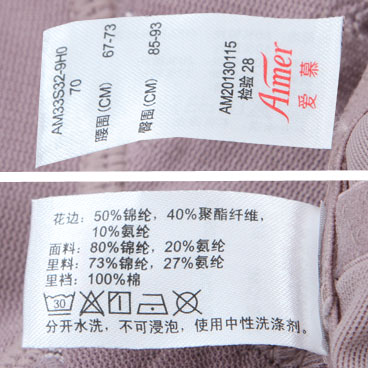 AM33S32-9H0
70
腰围(CM) 67-73
臀围(CM) 85-93
AM20130115
检验 28
Aimer
爱 慕
花边: 50%锦纶, 40%聚酯纤维,
10%氨纶
面料: 80%锦纶, 20%氨纶
里料: 73%锦纶, 27%氨纶
里裆: 100%棉
30
分开水洗, 不可浸泡, 使用中性洗涤剂。